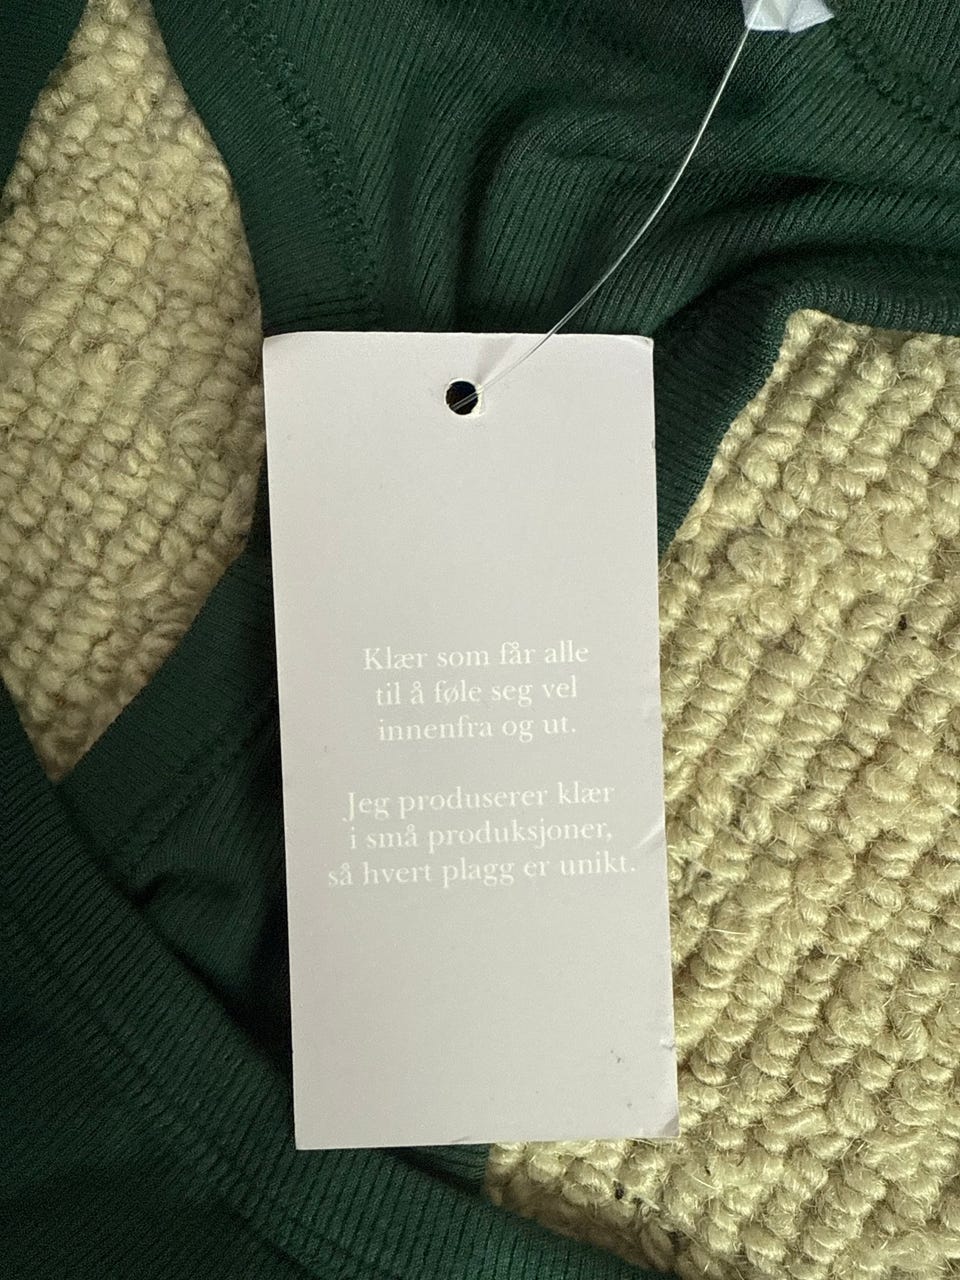 Klær som får alle
til å føle seg vel
innenfra og ut.
Jeg produserer klær
i små produksjoner,
så hvert plagg er unikt.